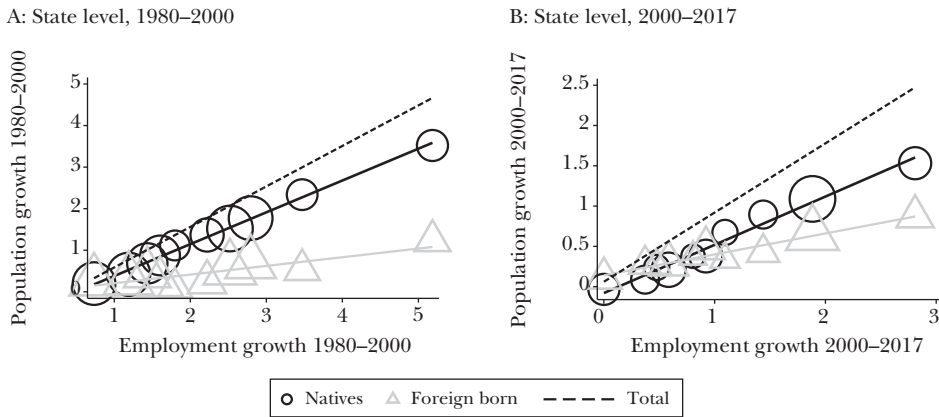 A: State level, 1980–2000
Population growth 1980–2000
5
4
3
2
1
0
1
2
3
4
5
Employment growth 1980–2000
B: State level, 2000–2017
Population growth 2000–2017
2.5
2
1.5
1
0.5
0
0
1
2
3
Employment growth 2000–2017
Natives
Foreign born
Total